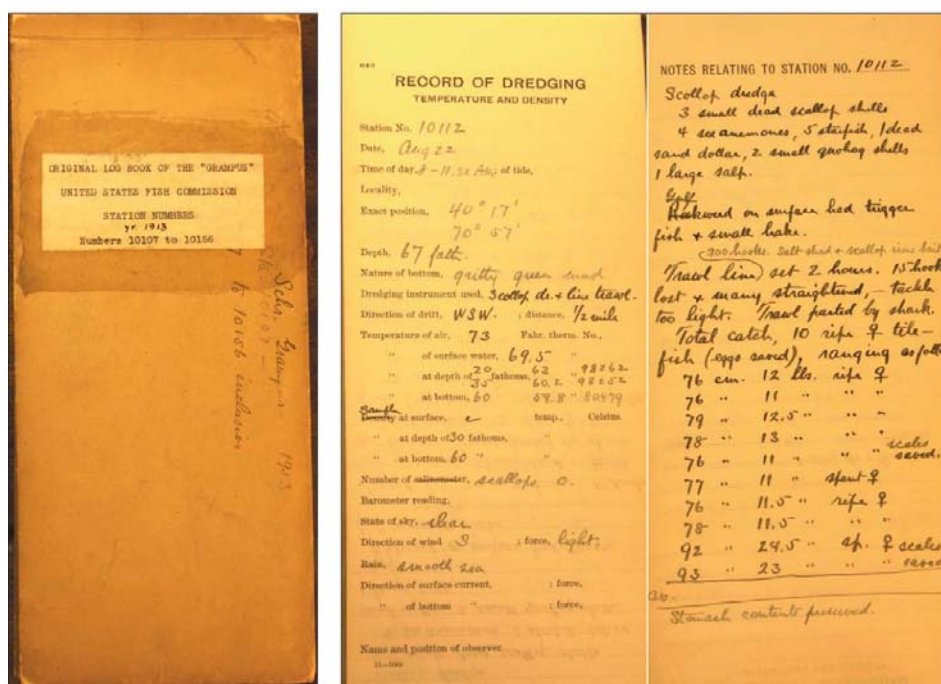 ORIGINAL LOG BOOK OF THE "GRAMPUS"
UNITED STATES FISH COMMISSION
STATION NUMBERS
yr. 1913
Numbers 10107 to 10156
Schr. Grampus 1913
Sta. 10107 —
to 10156 inclusion
RECORD OF DREDGING
TEMPERATURE AND DENSITY
Station No. 10112
Date, Aug 22
Time of day, 8 - 11.30 AM; of tide,
Locality,
Exact position, 40° 17'
70° 57'
Depth, 67 fath.
Nature of bottom, gritty green mud
Dredging instrument used, Scallop dr. & line trawl.
Direction of drift, WSW. ; distance, 1/2 mile
Temperature of air, 73 Fahr. therm. No.,
" of surface water, 69.5 "
" at depth of 20 fathoms, 62 " 98262
35 60.2 " 98252
" at bottom, 60 59.8 " 80479
Sample
Density at surface, c temp., Celsius.
" at depth of 30 fathoms, "
" at bottom, 60 " "
Number of salinometer, scallops 0.
Barometer reading,
State of sky, clear
Direction of wind S ; force, light.
Rain, smooth sea
Direction of surface current, ; force,
" of bottom " ; force,
Name and position of observer
NOTES RELATING TO STATION NO. 10112
Scollop dredge
3 small dead scallop shells
4 sea anemones, 5 starfish, 1 dead
sand dollar, 2 small quohog shells
1 large salp.
Gulf
weed on surface had trigger
fish & small hake.
300 hooks. Salt shad & scallop rims bait
Trawl line set 2 hours. 15 hooks
lost & many straightened, — tackle
too light. Trawl parted by shark.
Total catch, 10 ripe ♀ tile-
fish (eggs saved), ranging as foll
76 cm. 12 lbs. ripe ♀
76 " 11 " " "
79 " 12.5 " " "
78 " 13 " " "
76 " 11 " " " scales saved.
77 " 11 " spent ♀
76 " 11.5 " ripe ♀
78 " 11.5 " " "
92 " 24.5 " sp. ♀ scales
93 " 23 " " " saved
av.
Stomach contents preserved.